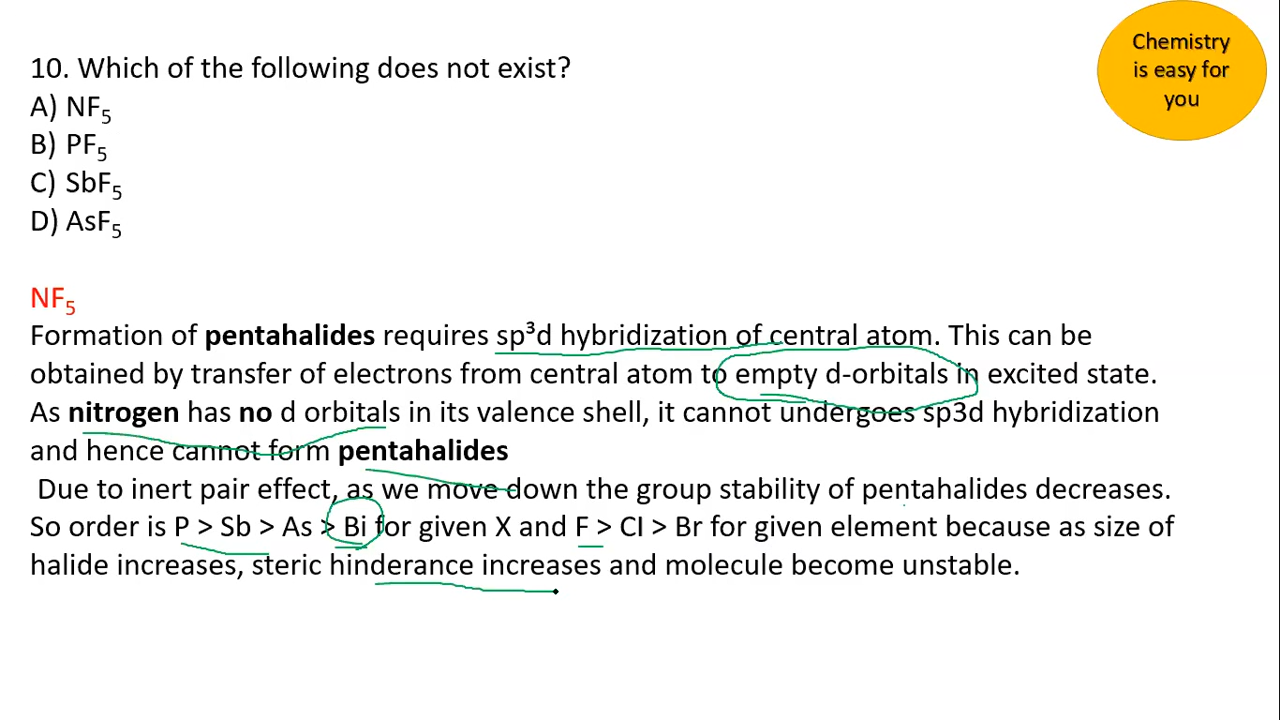 10. Which of the following does not exist?
A) NF₅
B) PF₅
C) SbF₅
D) AsF₅
Chemistry
is easy for
you
NF₅
Formation of pentahalides requires sp³d hybridization of central atom. This can be
obtained by transfer of electrons from central atom to empty d-orbitals in excited state.
As nitrogen has no d orbitals in its valence shell, it cannot undergoes sp3d hybridization
and hence cannot form pentahalides
Due to inert pair effect, as we move down the group stability of pentahalides decreases.
So order is P > Sb > As > Bi for given X and F > CI > Br for given element because as size of
halide increases, steric hinderance increases and molecule become unstable.